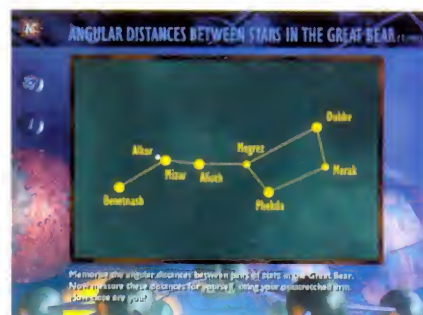 ANGULAR DISTANCES BETWEEN STARS IN THE GREAT BEAR
Dubhe
Alkor
Megrez
Mizar
Alioth
Merak
Benetnash
Phekda
Memorise the angular distances between pairs of stars in the Great Bear.
Now measure these distances for yourself, using your outstretched arm.
How close are you?